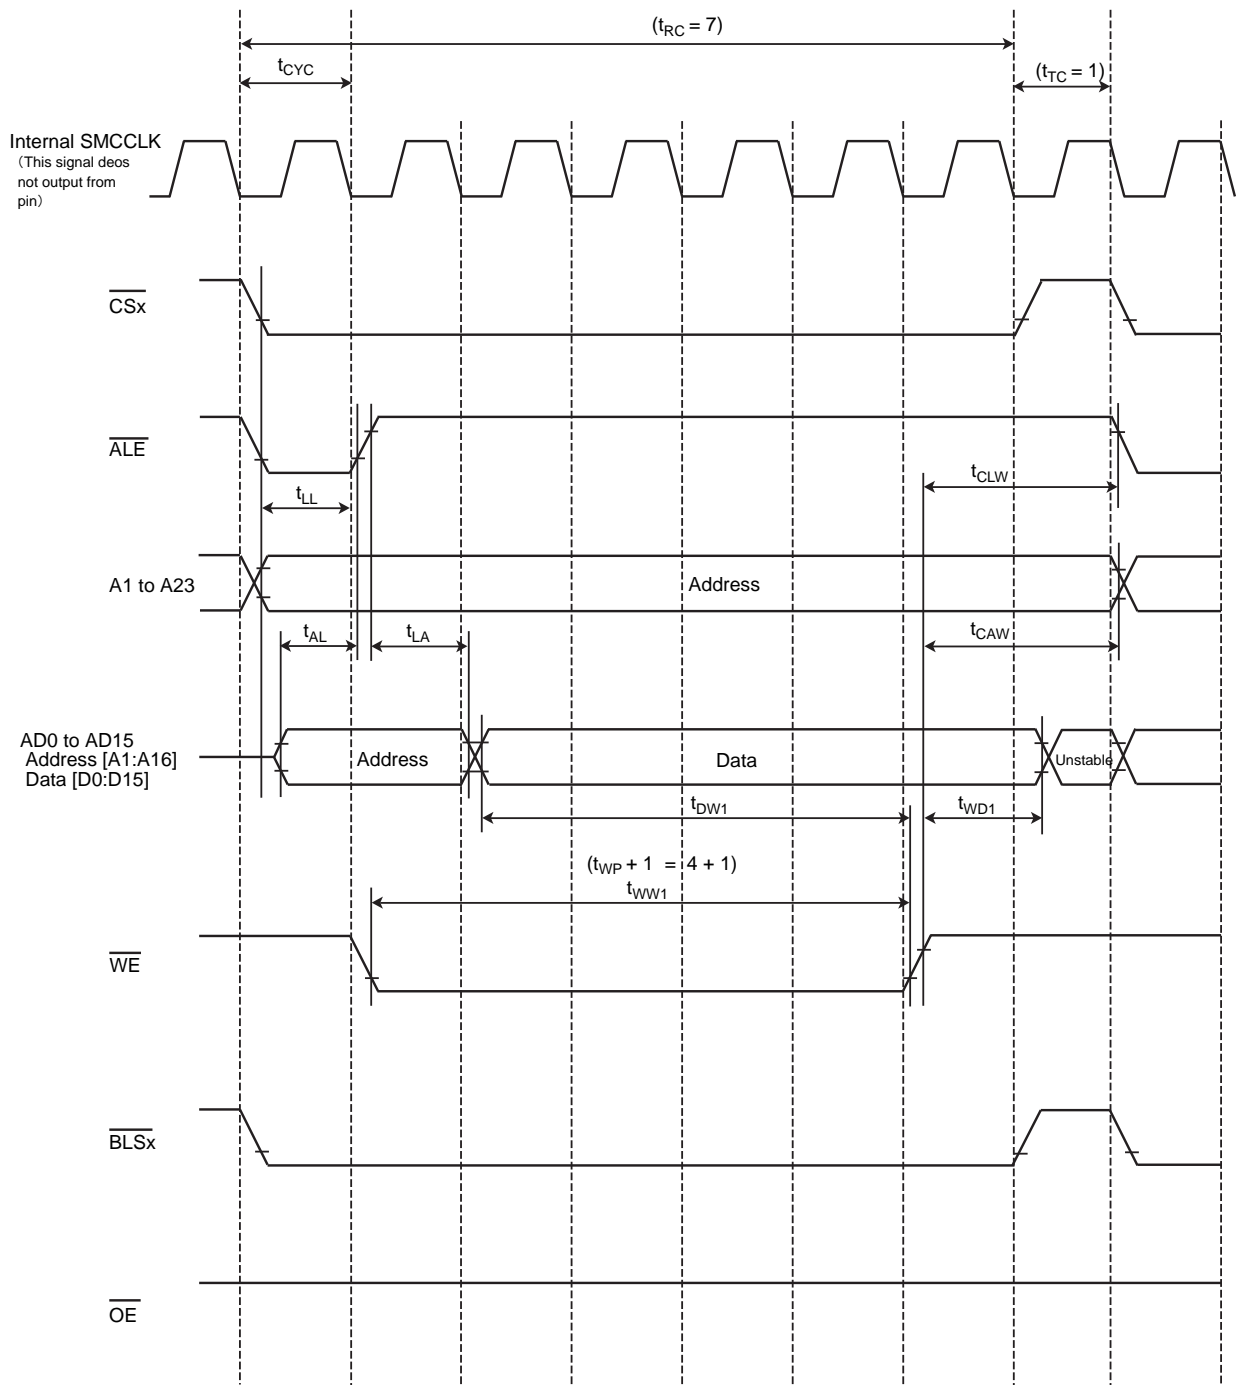 (tRC = 7)
tCYC
(tTC = 1)
Internal SMCCLK
(This signal deos
not output from
pin)
CSx
ALE
tCLW
tLL
A1 to A23
Address
tAL
tLA
tCAW
AD0 to AD15
Address [A1:A16]
Data [D0:D15]
Address
Data
Unstable
tDW1
tWD1
(tWP + 1 = 4 + 1)
tWW1
WE
BLSx
OE